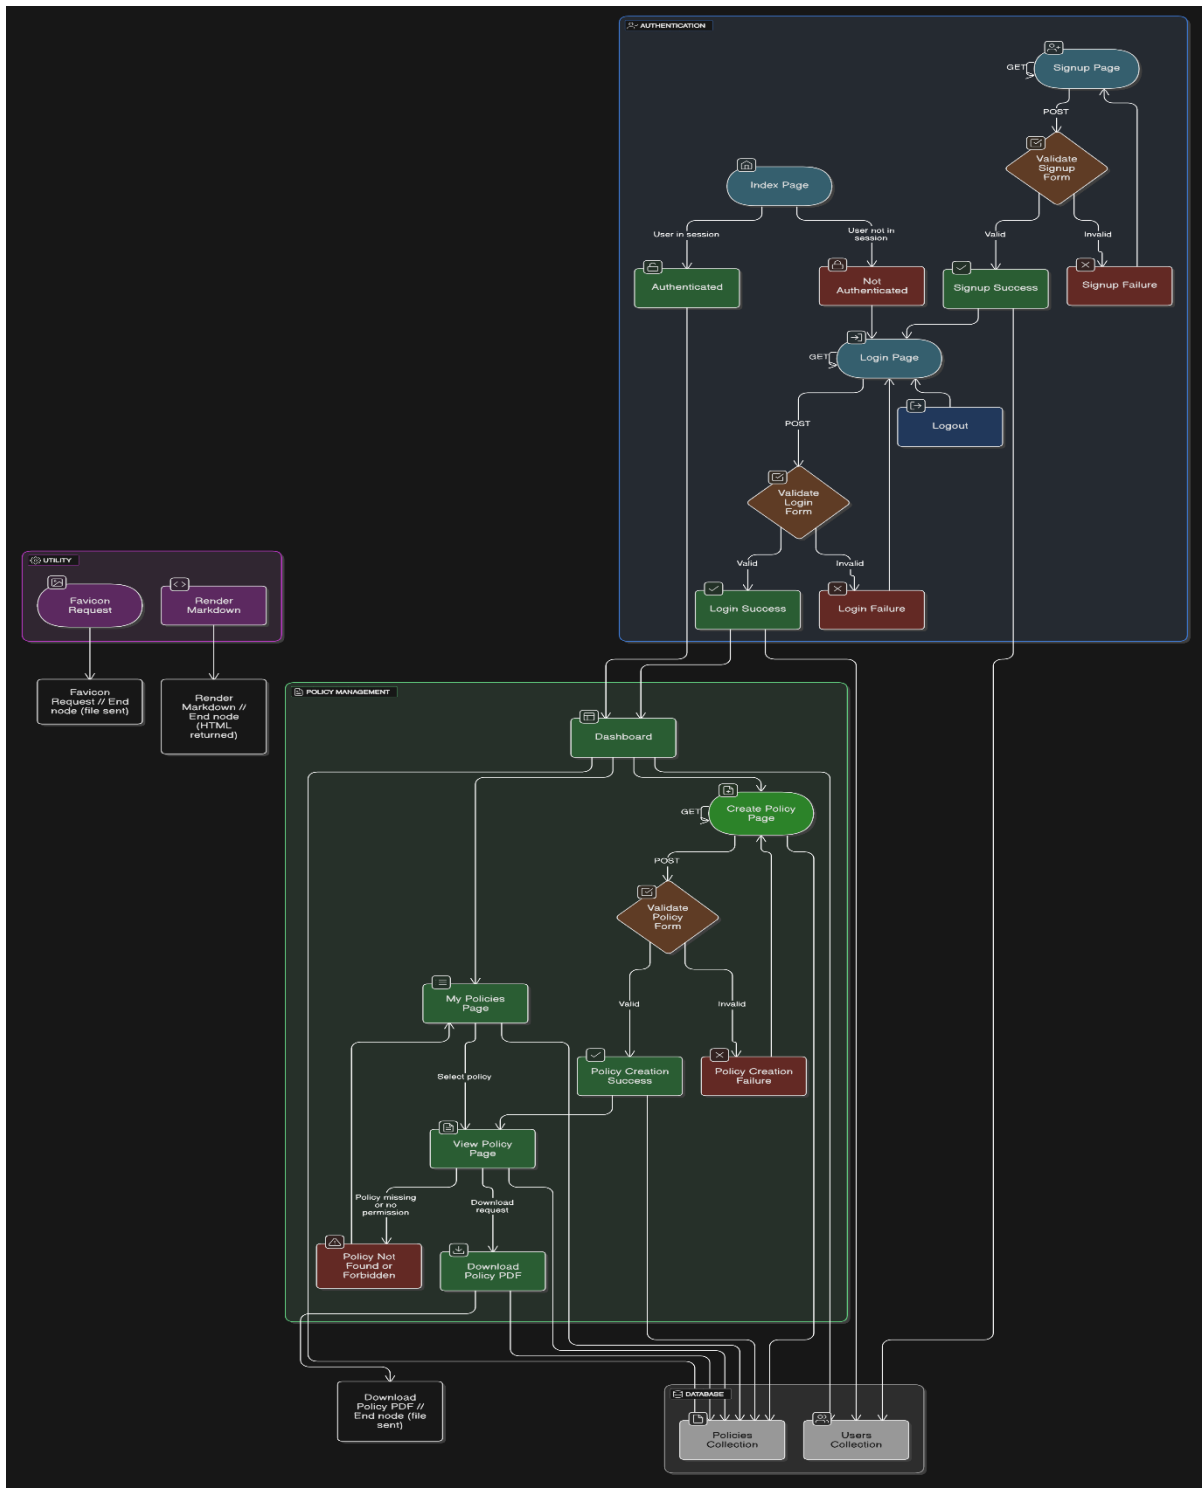 AUTHENTICATION
Signup Page
GET
POST
Validate
Signup
Form
Index Page
User in session
User not in
session
Valid
Invalid
Authenticated
Not
Authenticated
Signup Success
Signup Failure
GET
Login Page
Logout
POST
Validate
Login
Form
Valid
Invalid
Login Success
Login Failure
UTILITY
Favicon
Request
Render
Markdown
Favicon
Request // End
node (file sent)
Render
Markdown //
End node
(HTML
returned)
POLICY MANAGEMENT
Dashboard
GET
Create Policy
Page
POST
Validate
Policy
Form
My Policies
Page
Valid
Invalid
Select policy
Policy Creation
Success
Policy Creation
Failure
View Policy
Page
Policy missing
or no
permission
Download
request
Policy Not
Found or
Forbidden
Download
Policy PDF
Download
Policy PDF //
End node (file
sent)
DATABASE
Policies
Collection
Users
Collection